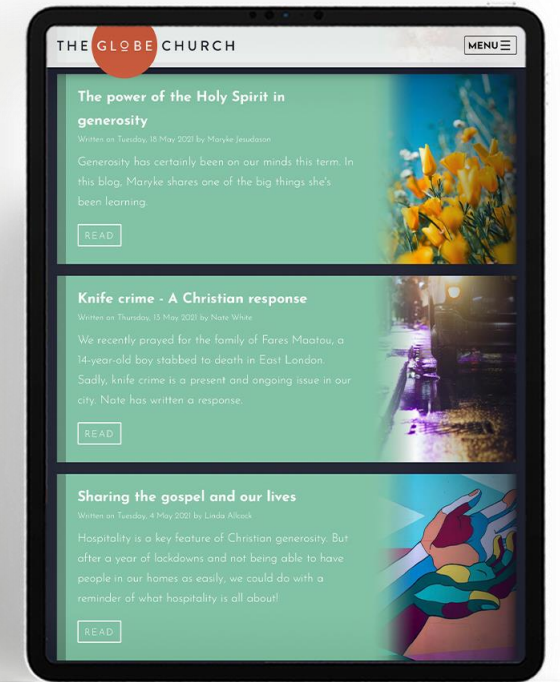 THE GLOBE CHURCH
MENU
The power of the Holy Spirit in
generosity
Written on Tuesday, 18 May 2021 by Maryke Jesudason
Generosity has certainly been on our minds this term. In
this blog, Maryke shares one of the big things she's
been learning.
READ
Knife crime - A Christian response
Written on Thursday, 13 May 2021 by Nate White
We recently prayed for the family of Fares Maatou, a
14-year-old boy stabbed to death in East London.
Sadly, knife crime is a present and ongoing issue in our
city. Nate has written a response.
READ
Sharing the gospel and our lives
Written on Tuesday, 4 May 2021 by Linda Allcock
Hospitality is a key feature of Christian generosity. But
after a year of lockdowns and not being able to have
people in our homes as easily, we could do with a
reminder of what hospitality is all about!
READ